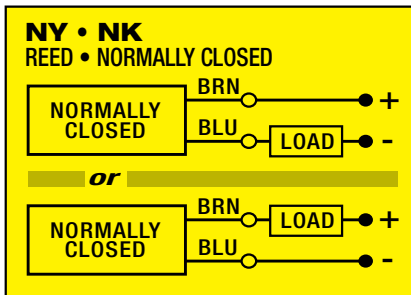 NY • NK
REED • NORMALLY CLOSED
BRN
+
NORMALLY
CLOSED
BLU
LOAD
-
or
BRN
LOAD
+
NORMALLY
CLOSED
BLU
-